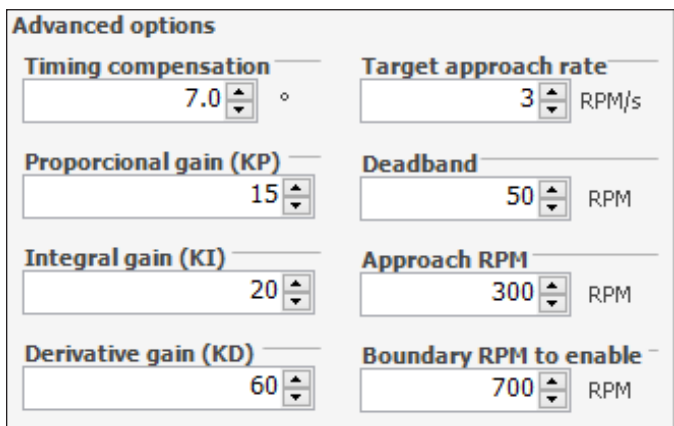 Advanced options
Timing compensation Target approach rate
7.0 ° 3 RPM/s
Proporcional gain (KP) Deadband
15 50 RPM
Integral gain (KI) Approach RPM
20 300 RPM
Derivative gain (KD) Boundary RPM to enable
60 700 RPM